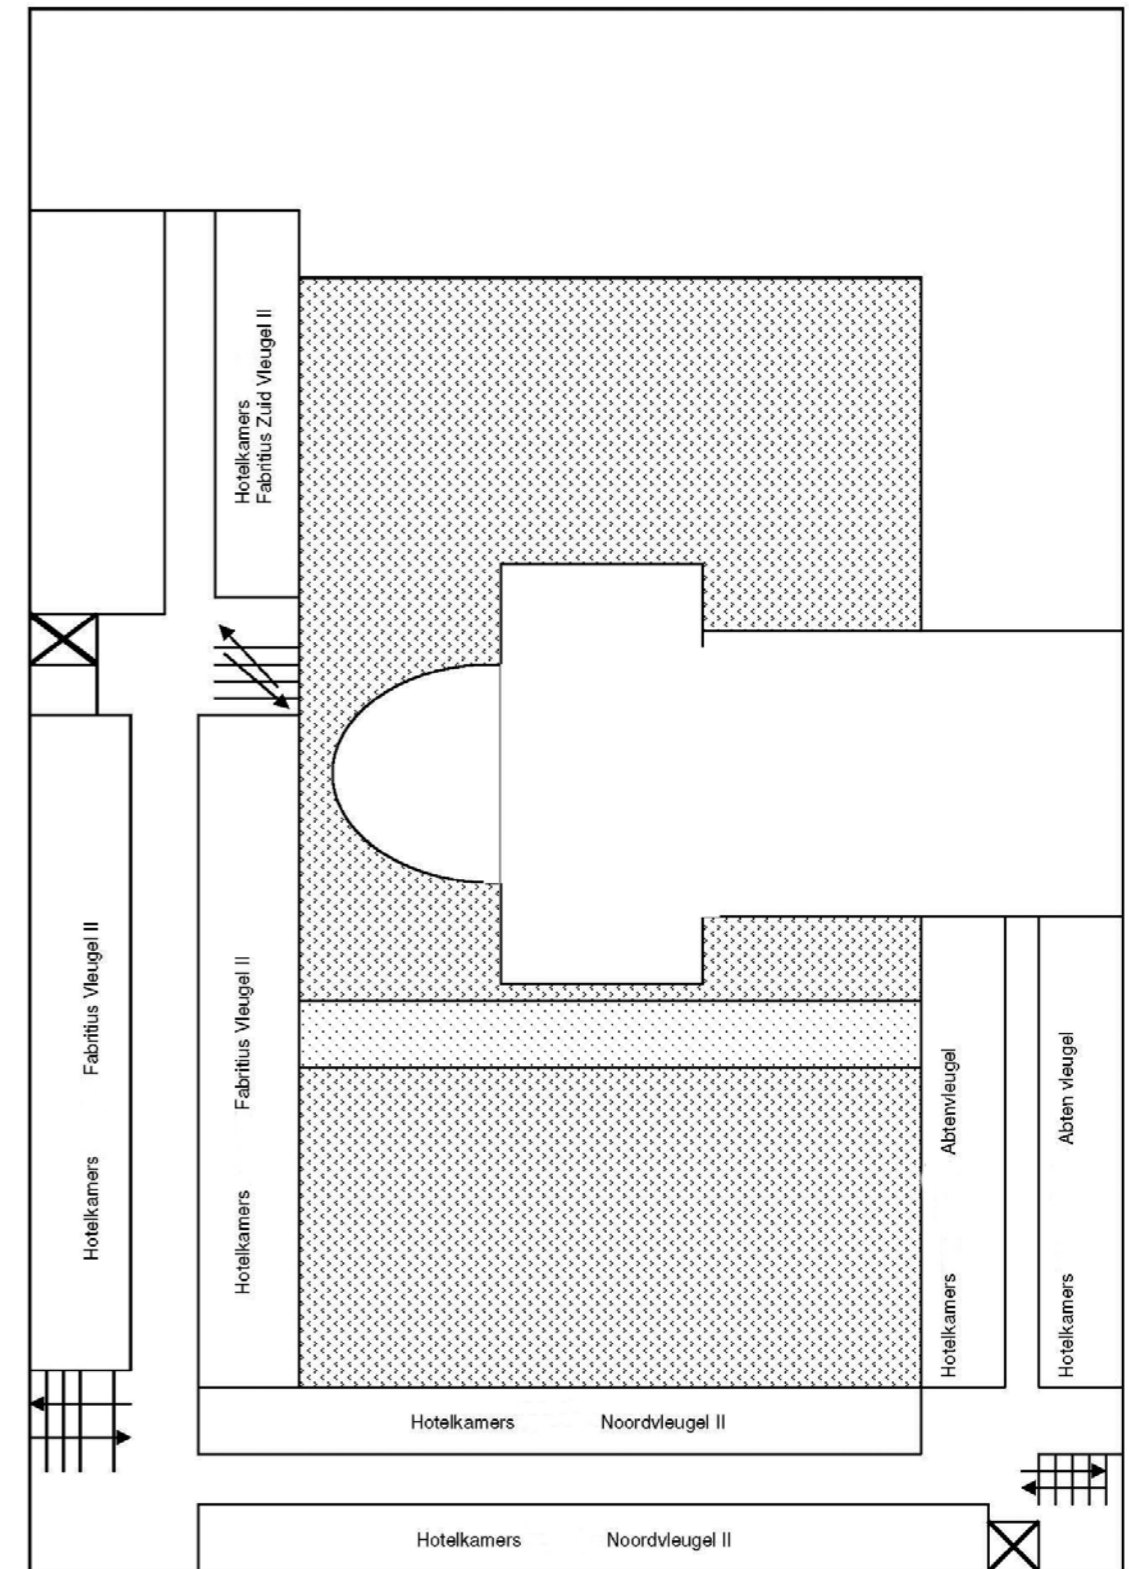 Hotelkamers
Fabritius Zuid Vleugel II
Hotelkamers Fabritius Vleugel II
Hotelkamers Fabritius Vleugel II
Hotelkamers Abtenvleugel
Hotelkamers Abten vleugel
Hotelkamers Noordvleugel II
Hotelkamers Noordvleugel II